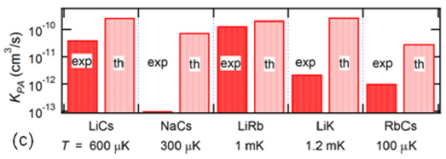 K_PA (cm³/s)
10⁻¹⁰
10⁻¹¹
10⁻¹²
10⁻¹³
exp th exp th exp th exp th exp th
LiCs NaCs LiRb LiK RbCs
(c) T = 600 μK 300 μK 1 mK 1.2 mK 100 μK